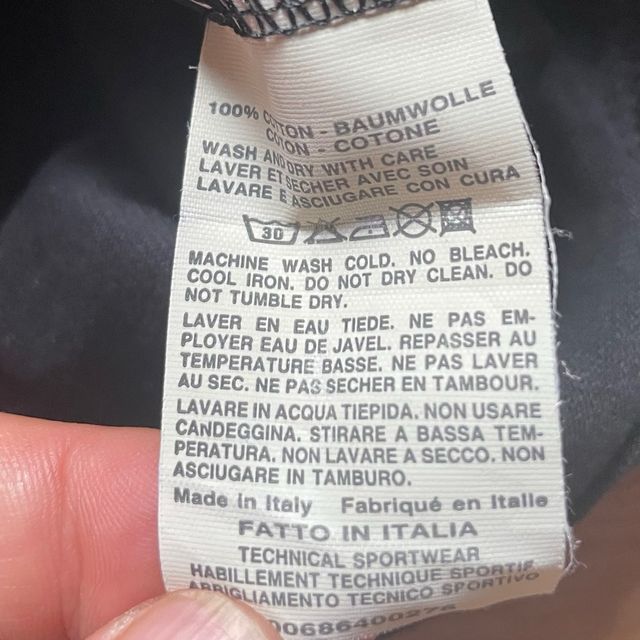 100% COTTON - BAUMWOLLE
COTON - COTONE
WASH AND DRY WITH CARE
LAVER ET SECHER AVEC SOIN
LAVARE E ASCIUGARE CON CURA
30
MACHINE WASH COLD. NO BLEACH.
COOL IRON. DO NOT DRY CLEAN. DO
NOT TUMBLE DRY.
LAVER EN EAU TIEDE. NE PAS EM-
PLOYER EAU DE JAVEL. REPASSER AU
TEMPERATURE BASSE. NE PAS LAVER
AU SEC. NE PAS SECHER EN TAMBOUR.
LAVARE IN ACQUA TIEPIDA. NON USARE
CANDEGGINA. STIRARE A BASSA TEM-
PERATURA. NON LAVARE A SECCO. NON
ASCIUGARE IN TAMBURO.
Made in Italy Fabriqué en Italie
FATTO IN ITALIA
TECHNICAL SPORTWEAR
HABILLEMENT TECHNIQUE SPORTIF
ABBIGLIAMENTO TECNICO SPORTIVO